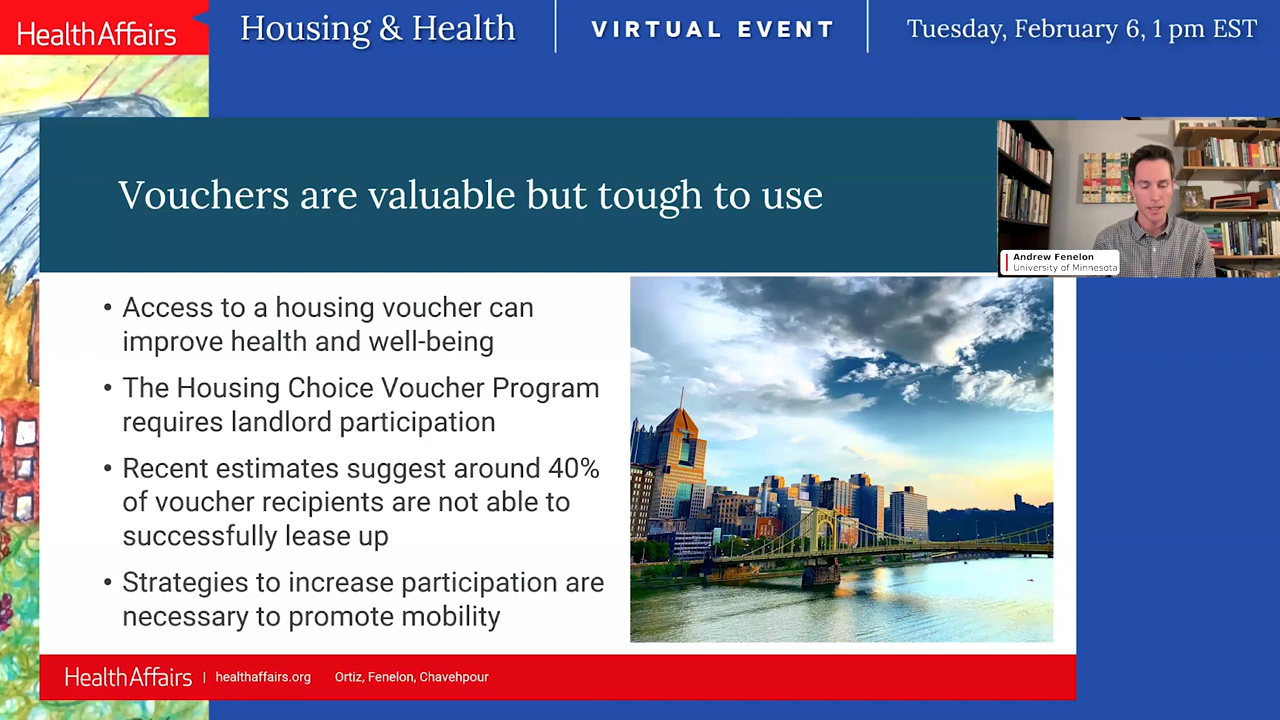 HealthAffairs
Housing & Health
VIRTUAL EVENT
Tuesday, February 6, 1 pm EST
Vouchers are valuable but tough to use
Andrew Fenelon
University of Minnesota
• Access to a housing voucher can
improve health and well-being
• The Housing Choice Voucher Program
requires landlord participation
• Recent estimates suggest around 40%
of voucher recipients are not able to
successfully lease up
• Strategies to increase participation are
necessary to promote mobility
HealthAffairs | healthaffairs.org Ortiz, Fenelon, Chavehpour